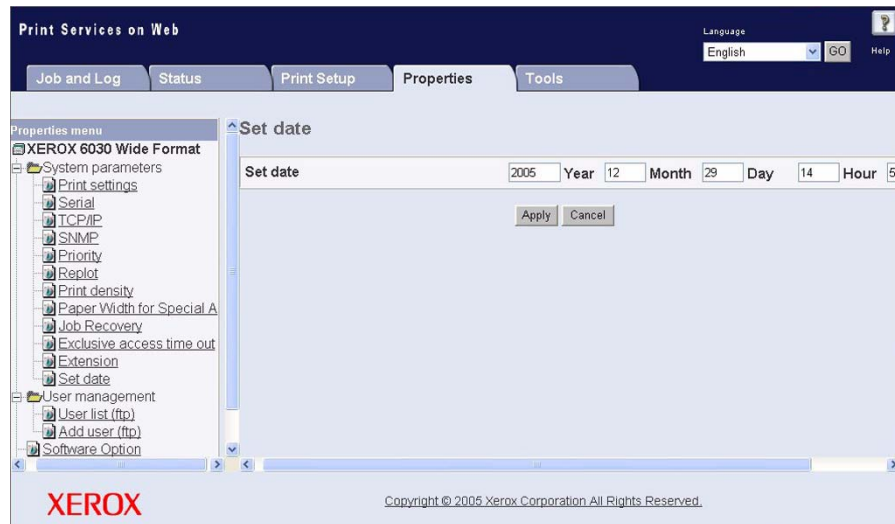 Print Services on Web
Language
English
GO
Help
Job and Log
Status
Print Setup
Properties
Tools
Properties menu
XEROX 6030 Wide Format
System parameters
Print settings
Serial
TCP/IP
SNMP
Priority
Replot
Print density
Paper Width for Special A
Job Recovery
Exclusive access time out
Extension
Set date
User management
User list (ftp)
Add user (ftp)
Software Option
Set date
Set date 2005 Year 12 Month 29 Day 14 Hour 5
Apply Cancel
XEROX
Copyright © 2005 Xerox Corporation All Rights Reserved.